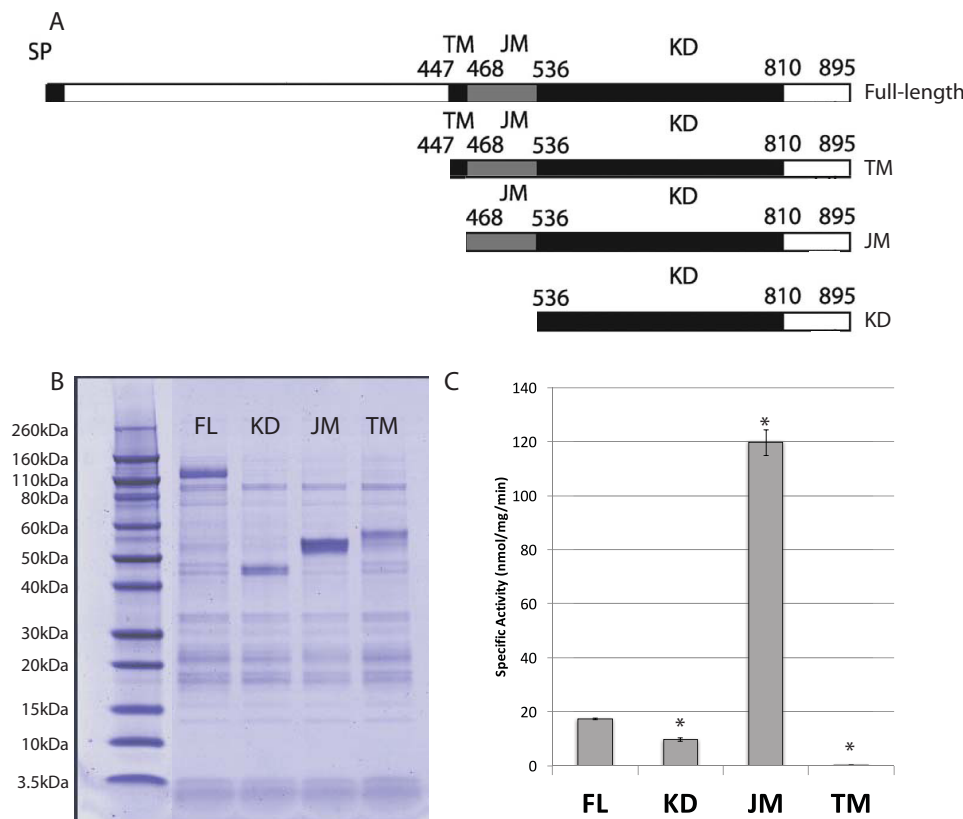 A
SP
TM JM KD
447 468 536 810 895
Full-length
TM JM KD
447 468 536 810 895
TM
JM KD
468 536 810 895
JM
KD
536 810 895
KD
B
FL KD JM TM
260kDa
160kDa
110kDa
80kDa
60kDa
50kDa
40kDa
30kDa
20kDa
15kDa
10kDa
3.5kDa
C
Specific Activity (nmol/mg/min)
140
120
100
80
60
40
20
0
*
*
*
FL KD JM TM